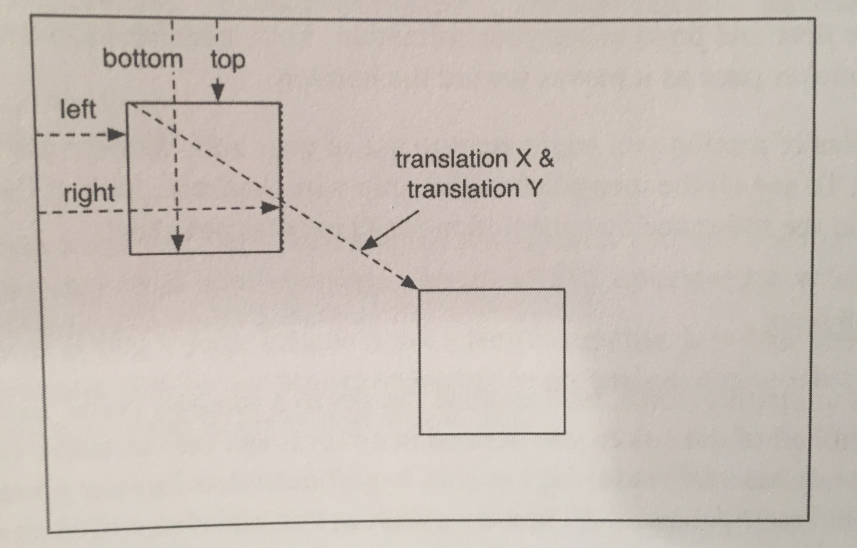 bottom top
left
translation X &
translation Y
right